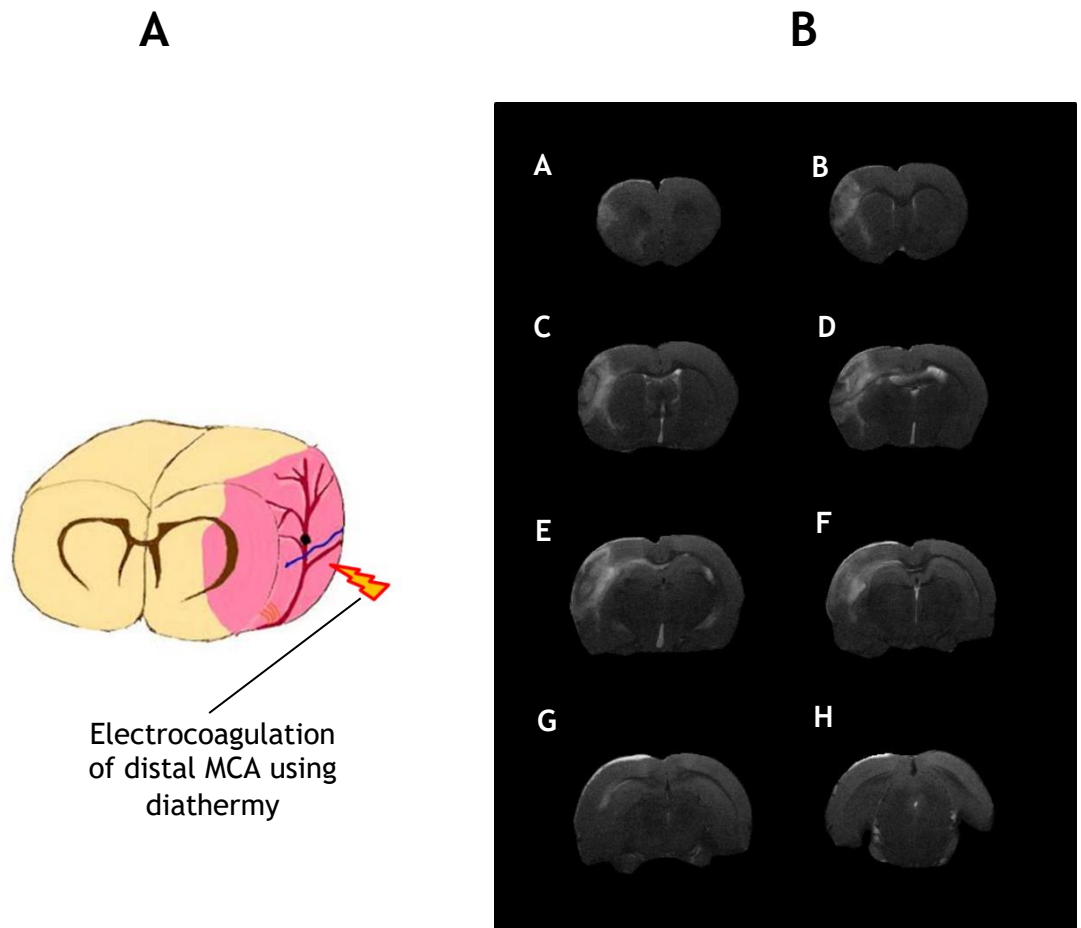 A
B
A
B
C
D
E
F
G
H
Electrocoagulation
of distal MCA using
diathermy